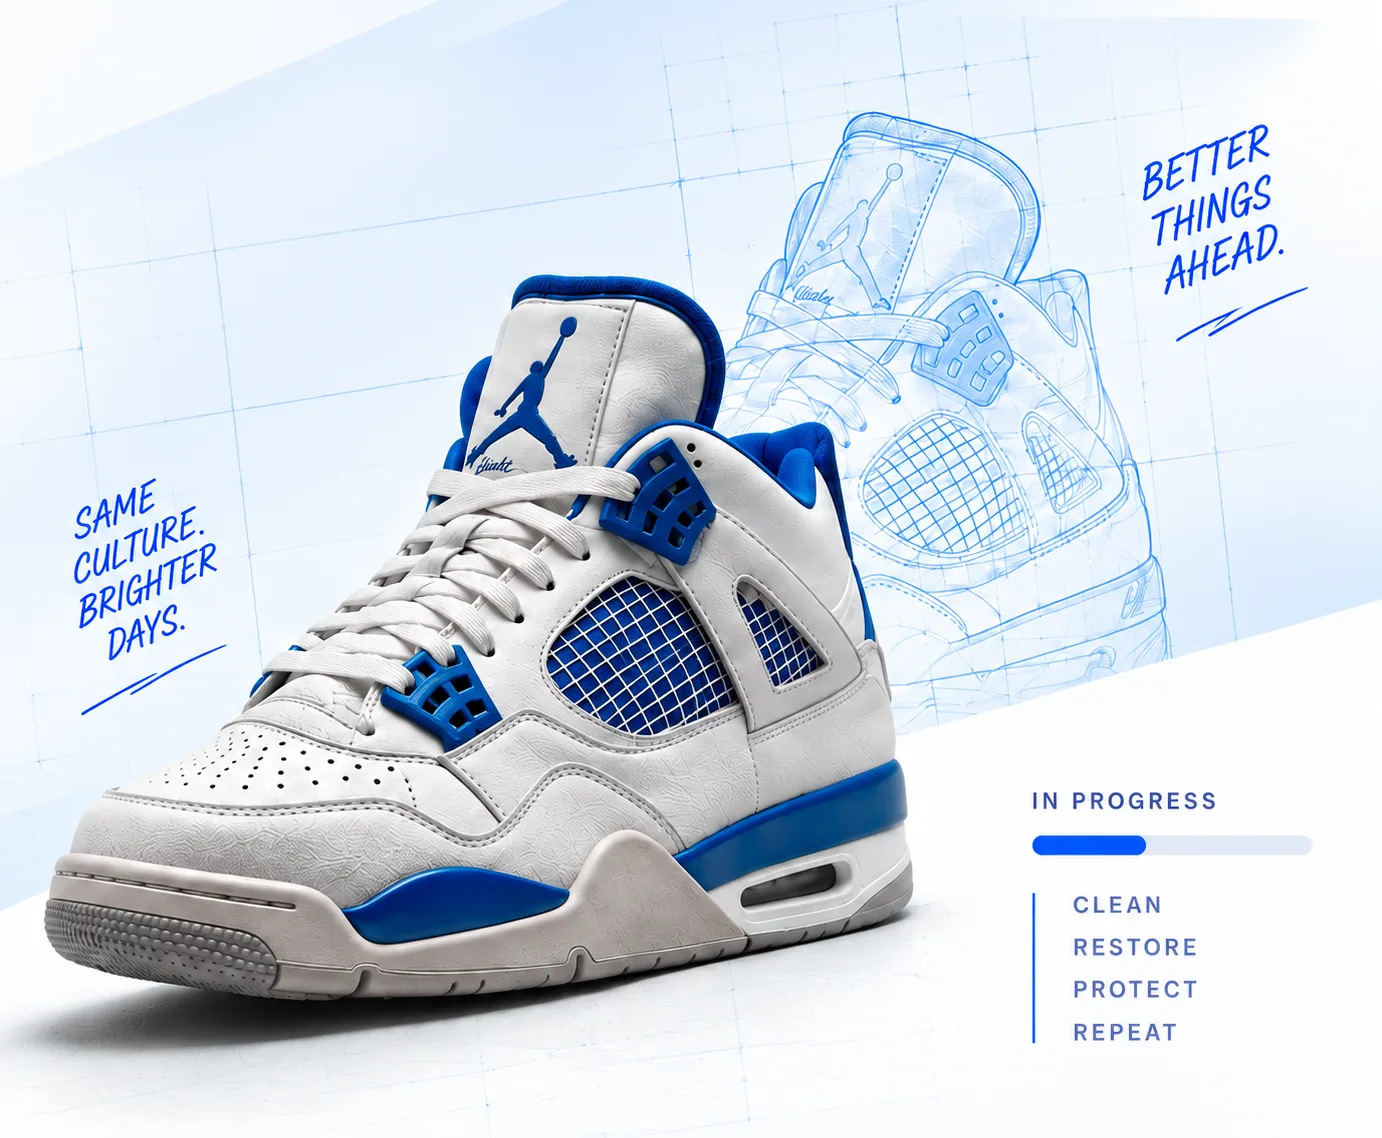 BETTER
THINGS
AHEAD.
SAME
CULTURE.
BRIGHTER
DAYS.
IN PROGRESS
CLEAN
RESTORE
PROTECT
REPEAT